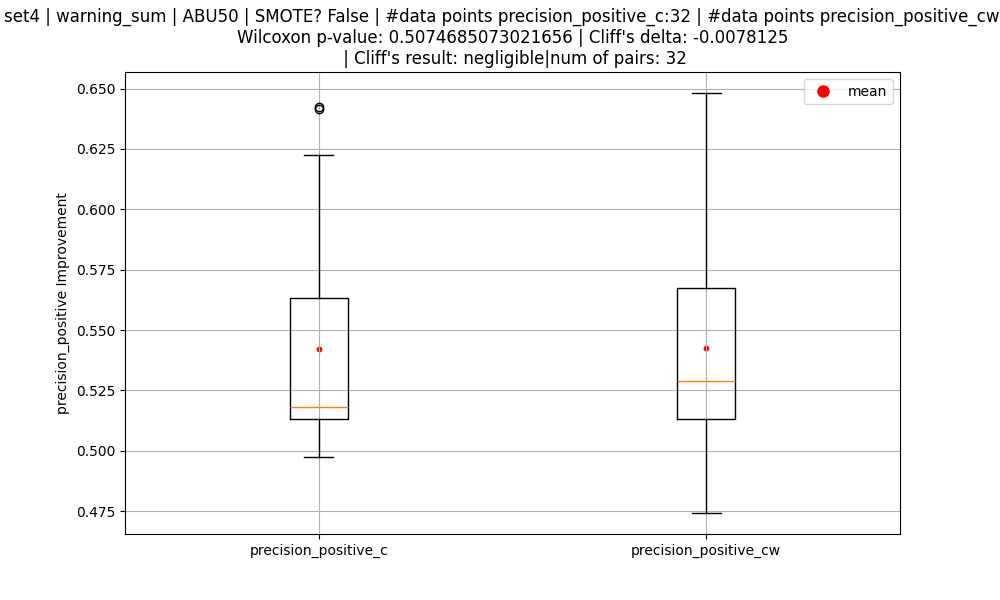 set4 | warning_sum | ABU50 | SMOTE? False | #data points precision_positive_c:32 | #data points precision_positive_cw
Wilcoxon p-value: 0.5074685073021656 | Cliff's delta: -0.0078125
| Cliff's result: negligible|num of pairs: 32
mean
precision_positive Improvement
0.650
0.625
0.600
0.575
0.550
0.525
0.500
0.475
precision_positive_c
precision_positive_cw